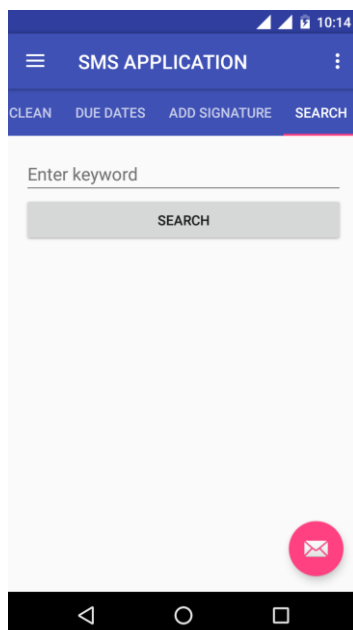 10:14
SMS APPLICATION
CLEAN DUE DATES ADD SIGNATURE SEARCH
Enter keyword
SEARCH